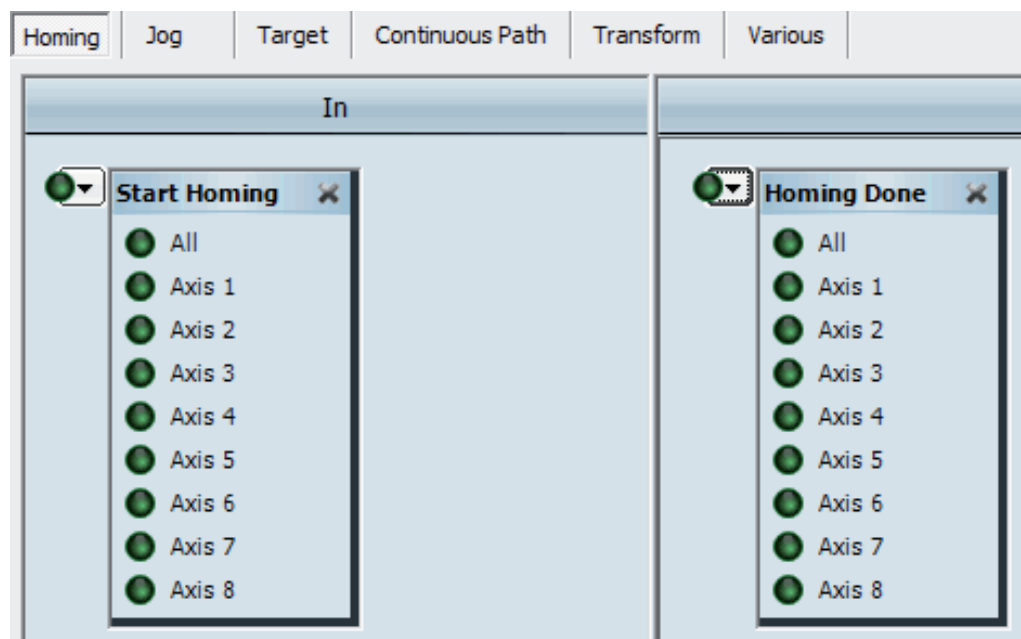 Homing Jog Target Continuous Path Transform Various
In
Start Homing
All
Axis 1
Axis 2
Axis 3
Axis 4
Axis 5
Axis 6
Axis 7
Axis 8
Homing Done
All
Axis 1
Axis 2
Axis 3
Axis 4
Axis 5
Axis 6
Axis 7
Axis 8